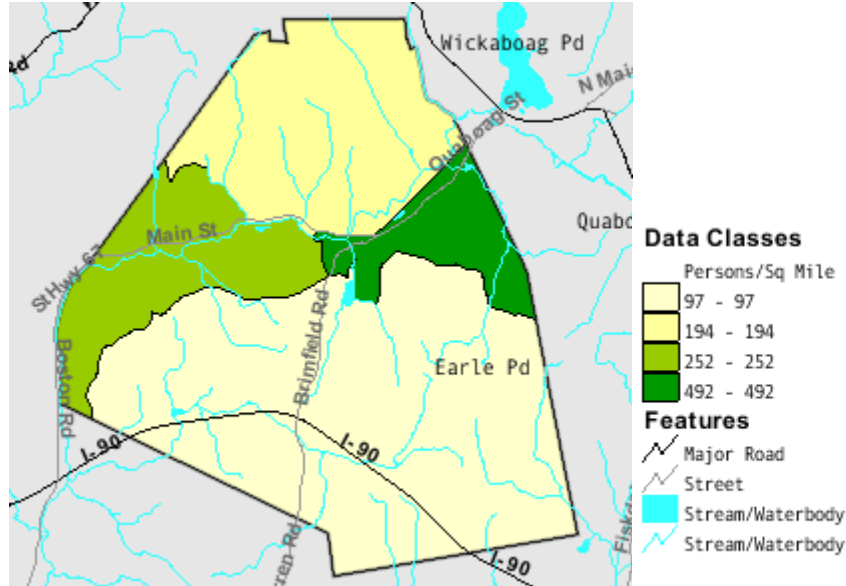 Rd
Wickaboag Pd
N Mai
Quaboag St
Quabo
Main St
St Hwy 67
Brimfield Rd
Boston Rd
Earle Pd
I-90
I-90
I-90
Data Classes
Persons/Sq Mile
97 - 97
194 - 194
252 - 252
492 - 492
Features
Major Road
Street
Stream/Waterbody
Stream/Waterbody